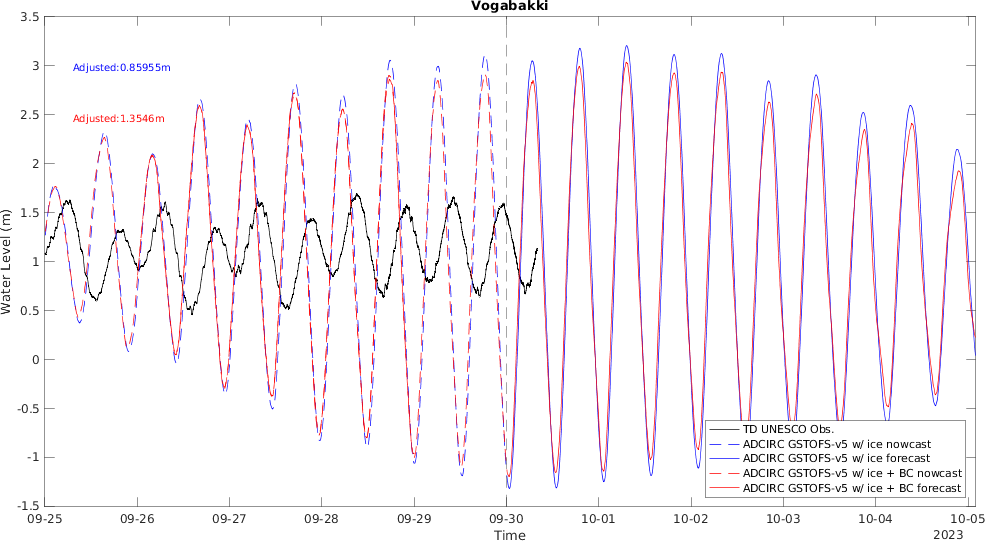 Vogabakki
3.5
3
2.5
2
1.5
1
0.5
0
-0.5
-1
-1.5
Water Level (m)
Adjusted:0.85955m
Adjusted:1.3546m
TD UNESCO Obs.
ADCIRC GSTOFS-v5 w/ ice nowcast
ADCIRC GSTOFS-v5 w/ ice forecast
ADCIRC GSTOFS-v5 w/ ice + BC nowcast
ADCIRC GSTOFS-v5 w/ ice + BC forecast
09-25 09-26 09-27 09-28 09-29 09-30 10-01 10-02 10-03 10-04 10-05
Time
2023